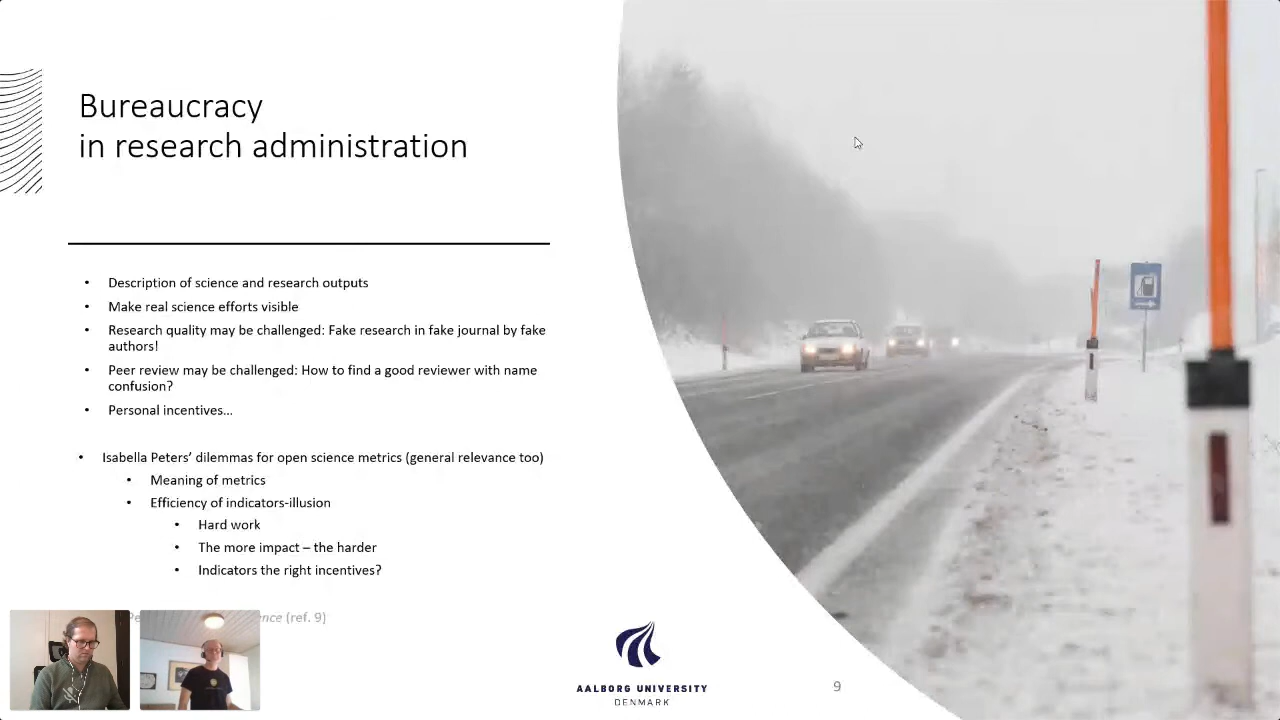 Bureaucracy
in research administration
• Description of science and research outputs
• Make real science efforts visible
• Research quality may be challenged: Fake research in fake journal by fake
authors!
• Peer review may be challenged: How to find a good reviewer with name
confusion?
• Personal incentives…
• Isabella Peters’ dilemmas for open science metrics (general relevance too)
• Meaning of metrics
• Efficiency of indicators-illusion
• Hard work
• The more impact – the harder
• Indicators the right incentives?
(ref. 9)
AALBORG UNIVERSITY
DENMARK
9